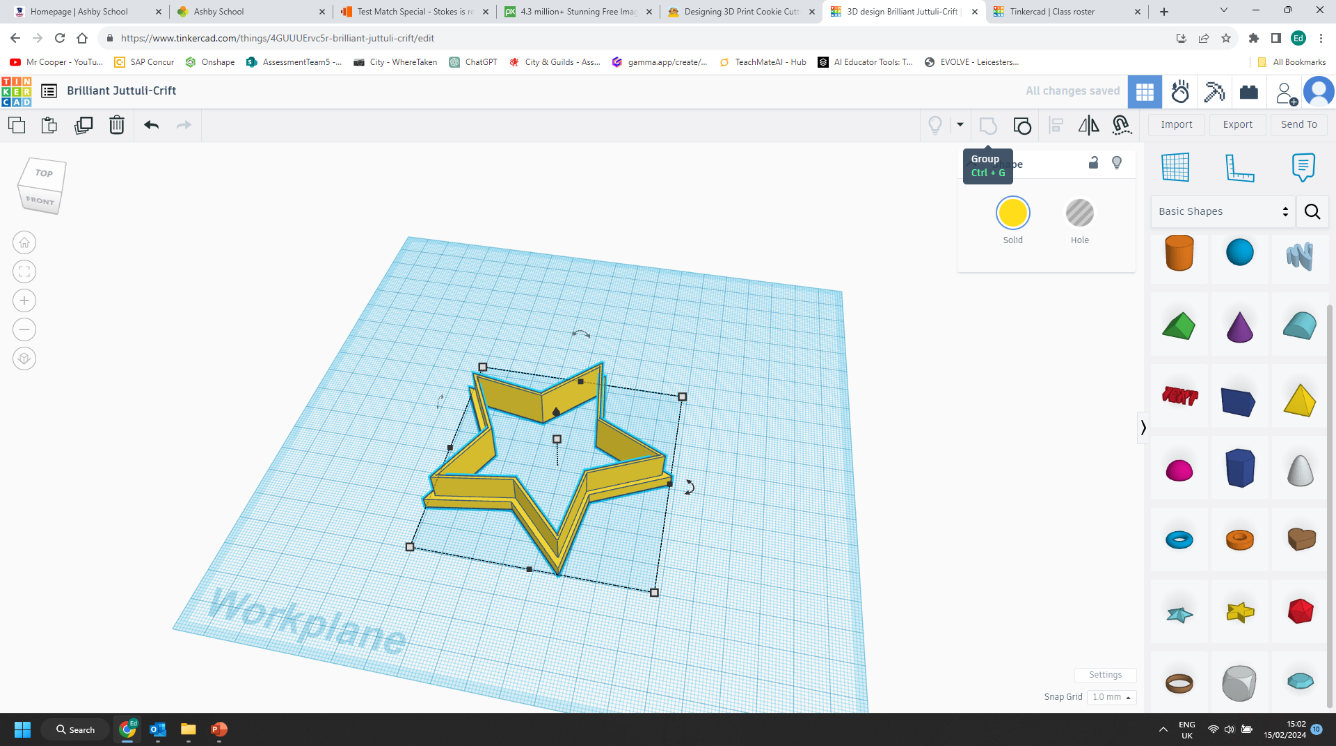 Homepage | Ashby School
Ashby School
Test Match Special - Stokes is re
4.3 million+ Stunning Free Imag
Designing 3D Print Cookie Cutt
3D design Brilliant Juttuli-Crift |
Tinkercad | Class roster
https://www.tinkercad.com/things/4GUUUErvc5r-brilliant-juttuli-crift/edit
Ed
Mr Cooper - YouTu...
SAP Concur
Onshape
AssessmentTeam5 -...
City - WhereTaken
ChatGPT
City & Guilds - Ass...
gamma.app/create/...
TeachMateAI - Hub
AI Educator Tools: T...
EVOLVE - Leicesters...
All Bookmarks
TIN
KER
CAD
Brilliant Juttuli-Crift
All changes saved
Import
Export
Send To
Group
Ctrl + G
Solid
Hole
TOP
FRONT
Basic Shapes
Workplane
Settings
Snap Grid
1.0 mm
Search
Ed
ENG
UK
15:02
15/02/2024
10